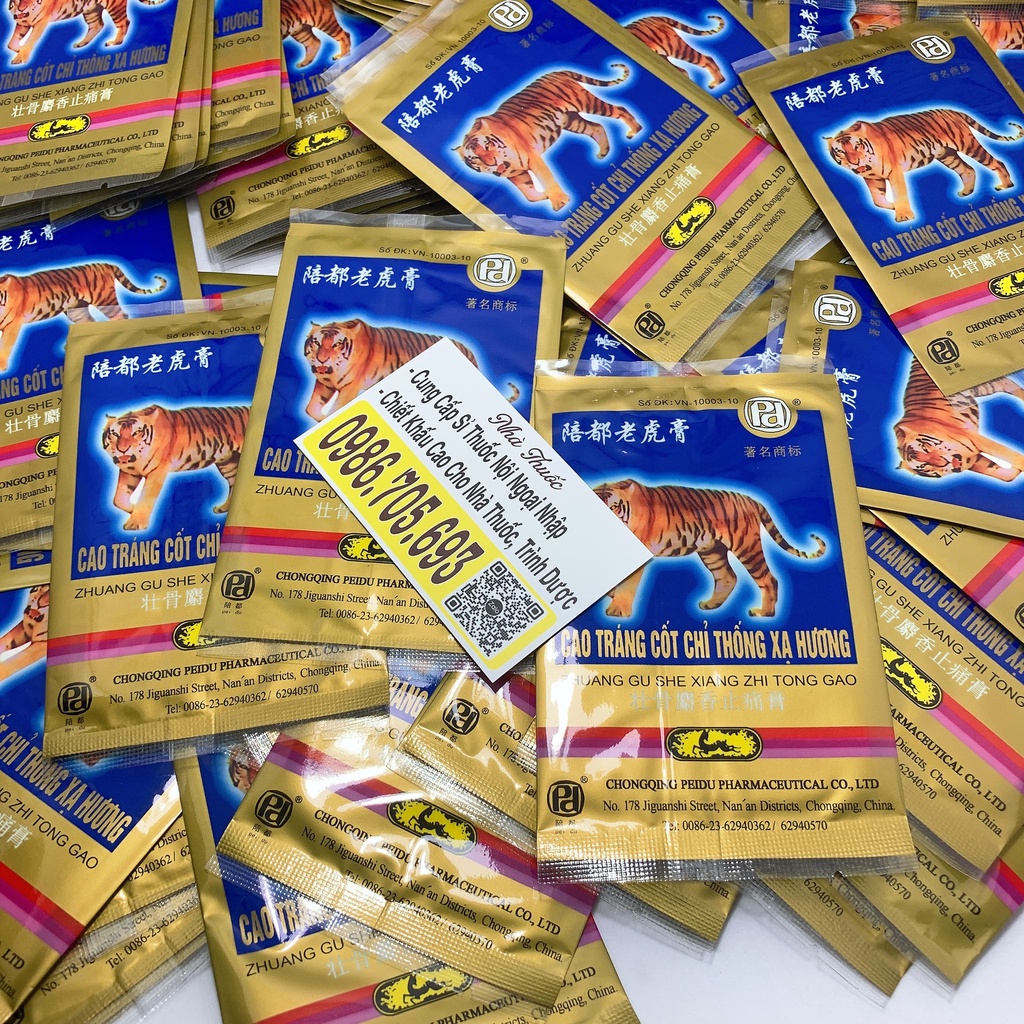 Số ĐK:VN-10003-10
Pd
®
陪都老虎膏
著名商标
CAO TRÁNG CỐT CHỈ THỐNG XẠ HƯƠNG
ZHUANG GU SHE XIANG ZHI TONG GAO
壮骨麝香止痛膏
陪都
CHONGQING PEIDU PHARMACEUTICAL CO., LTD
No. 178 Jiguanshi Street, Nan'an Districts, Chongqing, China.
Tel: 0086-23-62940362/ 62940570
Nhà Thuốc
- Cung Cấp Sỉ Thuốc Nội Ngoại Nhập
- Chiết Khấu Cao Cho Nhà Thuốc, Trình Dược
0986.705.693